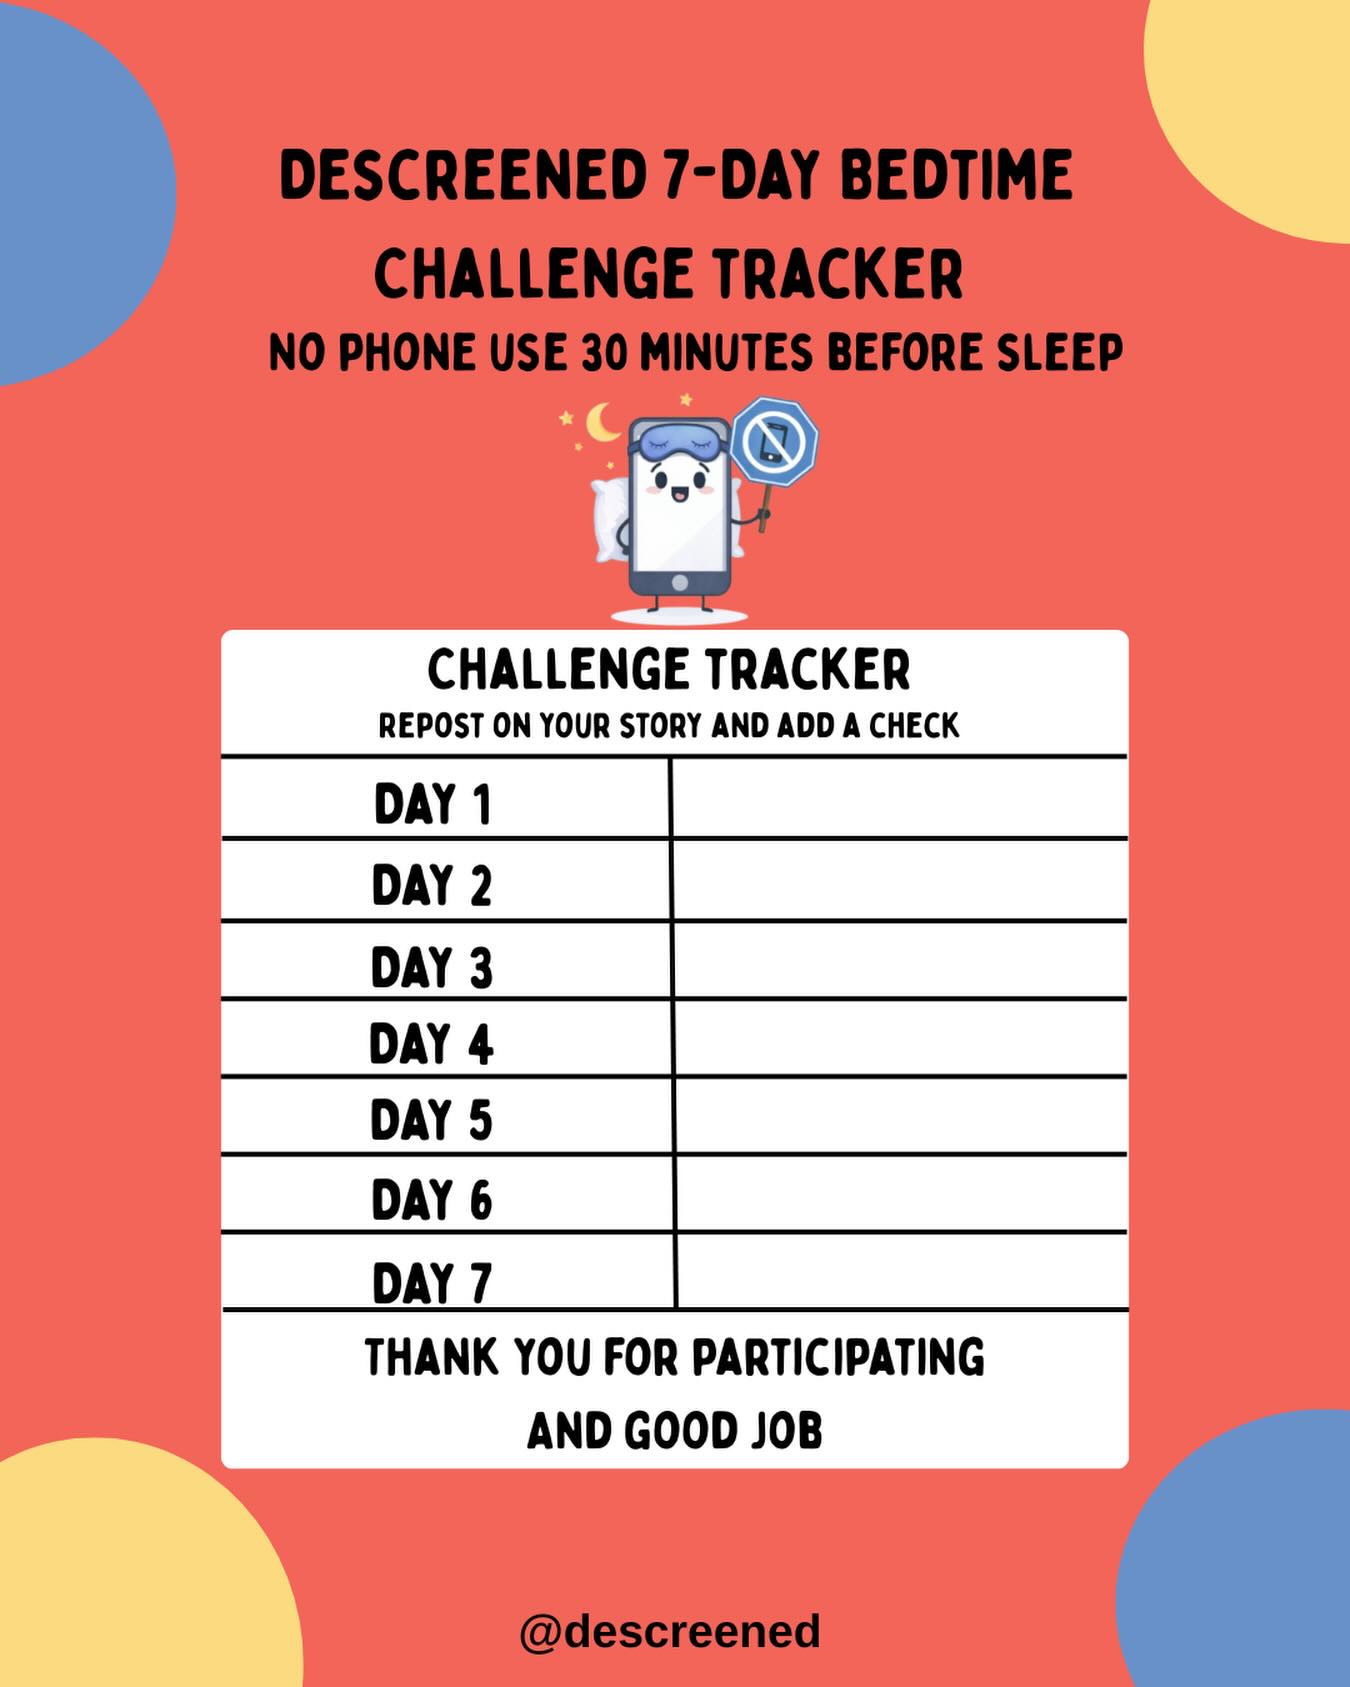 DESCREENED 7-DAY BEDTIME
CHALLENGE TRACKER
NO PHONE USE 30 MINUTES BEFORE SLEEP
CHALLENGE TRACKER
REPOST ON YOUR STORY AND ADD A CHECK
DAY 1
DAY 2
DAY 3
DAY 4
DAY 5
DAY 6
DAY 7
THANK YOU FOR PARTICIPATING
AND GOOD JOB
@descreened